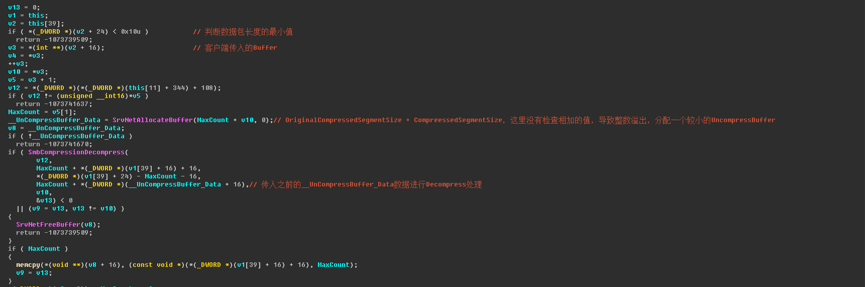 v13 = 0;
v1 = this;
v2 = this[39];
if ( *(_DWORD *)(v2 + 24) < 0x10u ) // 判断数据包长度的最小值
return -1073739509;
v3 = *(int **)(v2 + 16); // 客户端传入的Buffer
v4 = *v3;
++v3;
v10 = *v3;
v5 = v3 + 1;
v12 = *(_DWORD *)(*(_DWORD *)(this[11] + 344) + 108);
if ( v12 != (unsigned __int16)*v5 )
return -1073741637;
MaxCount = v5[1];
__UnCompressBuffer_Data = SrvNetAllocateBuffer(MaxCount + v10, 0);// OriginalCompressedSegmentSize + CompressedSegmentSize, 这里没有检查相加的值, 导致整数溢出, 分配一个较小的UncompressBuffer
v8 = __UnCompressBuffer_Data;
if ( !__UnCompressBuffer_Data )
return -1073741670;
if ( SmbCompressionDecompress(
v12,
MaxCount + *(_DWORD *)(v1[39] + 16) + 16,
*(_DWORD *)(v1[39] + 24) - MaxCount - 16,
MaxCount + *(_DWORD *)(__UnCompressBuffer_Data + 16),// 传入之前的__UnCompressBuffer_Data数据进行Decompress处理
v10,
&v13) < 0
|| (v9 = v13, v13 != v10) )
{
SrvNetFreeBuffer(v8);
return -1073739509;
}
if ( MaxCount )
{
memcpy(*(void **)(v8 + 16), (const void *)(*(_DWORD *)(v1[39] + 16) + 16), MaxCount);
v9 = v13;
}